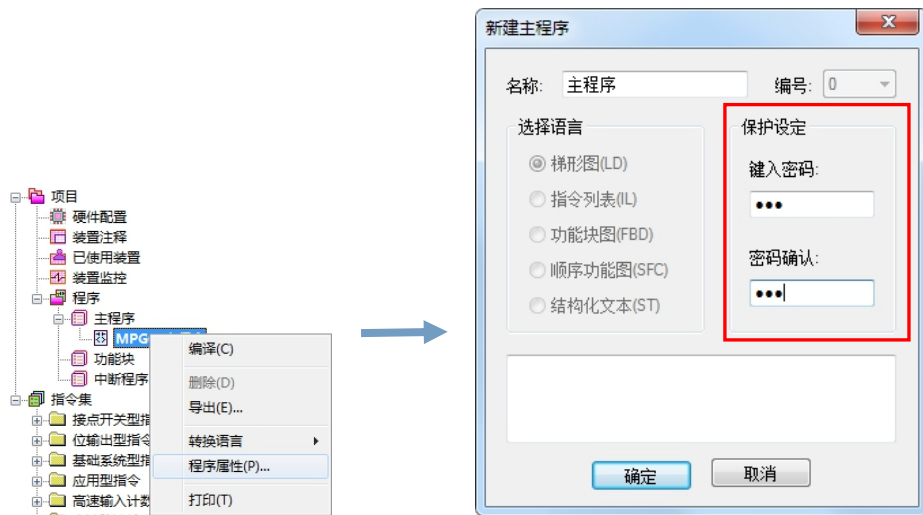 项目
硬件配置
装置注释
已使用装置
装置监控
程序
主程序
MPG
功能块
中断程序
指令集
接点开关型指
位输出型指令
基础系统型指
应用型指令
高速输入计数
编译(C)
删除(D)
导出(E)...
转换语言
程序属性(P)...
打印(T)
新建主程序
名称: 主程序 编号: 0
选择语言
梯形图(LD)
指令列表(IL)
功能块图(FBD)
顺序功能图(SFC)
结构化文本(ST)
保护设定
键入密码:
●●●
密码确认:
●●●
确定 取消